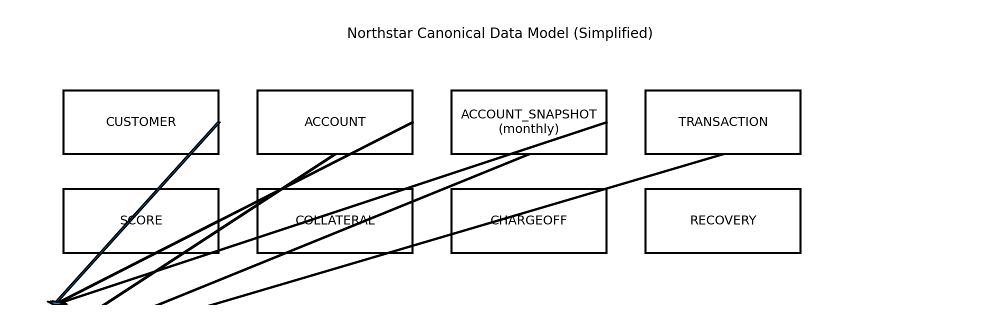 Northstar Canonical Data Model (Simplified)
CUSTOMER
ACCOUNT
ACCOUNT_SNAPSHOT
(monthly)
TRANSACTION
SCORE
COLLATERAL
CHARGEOFF
RECOVERY